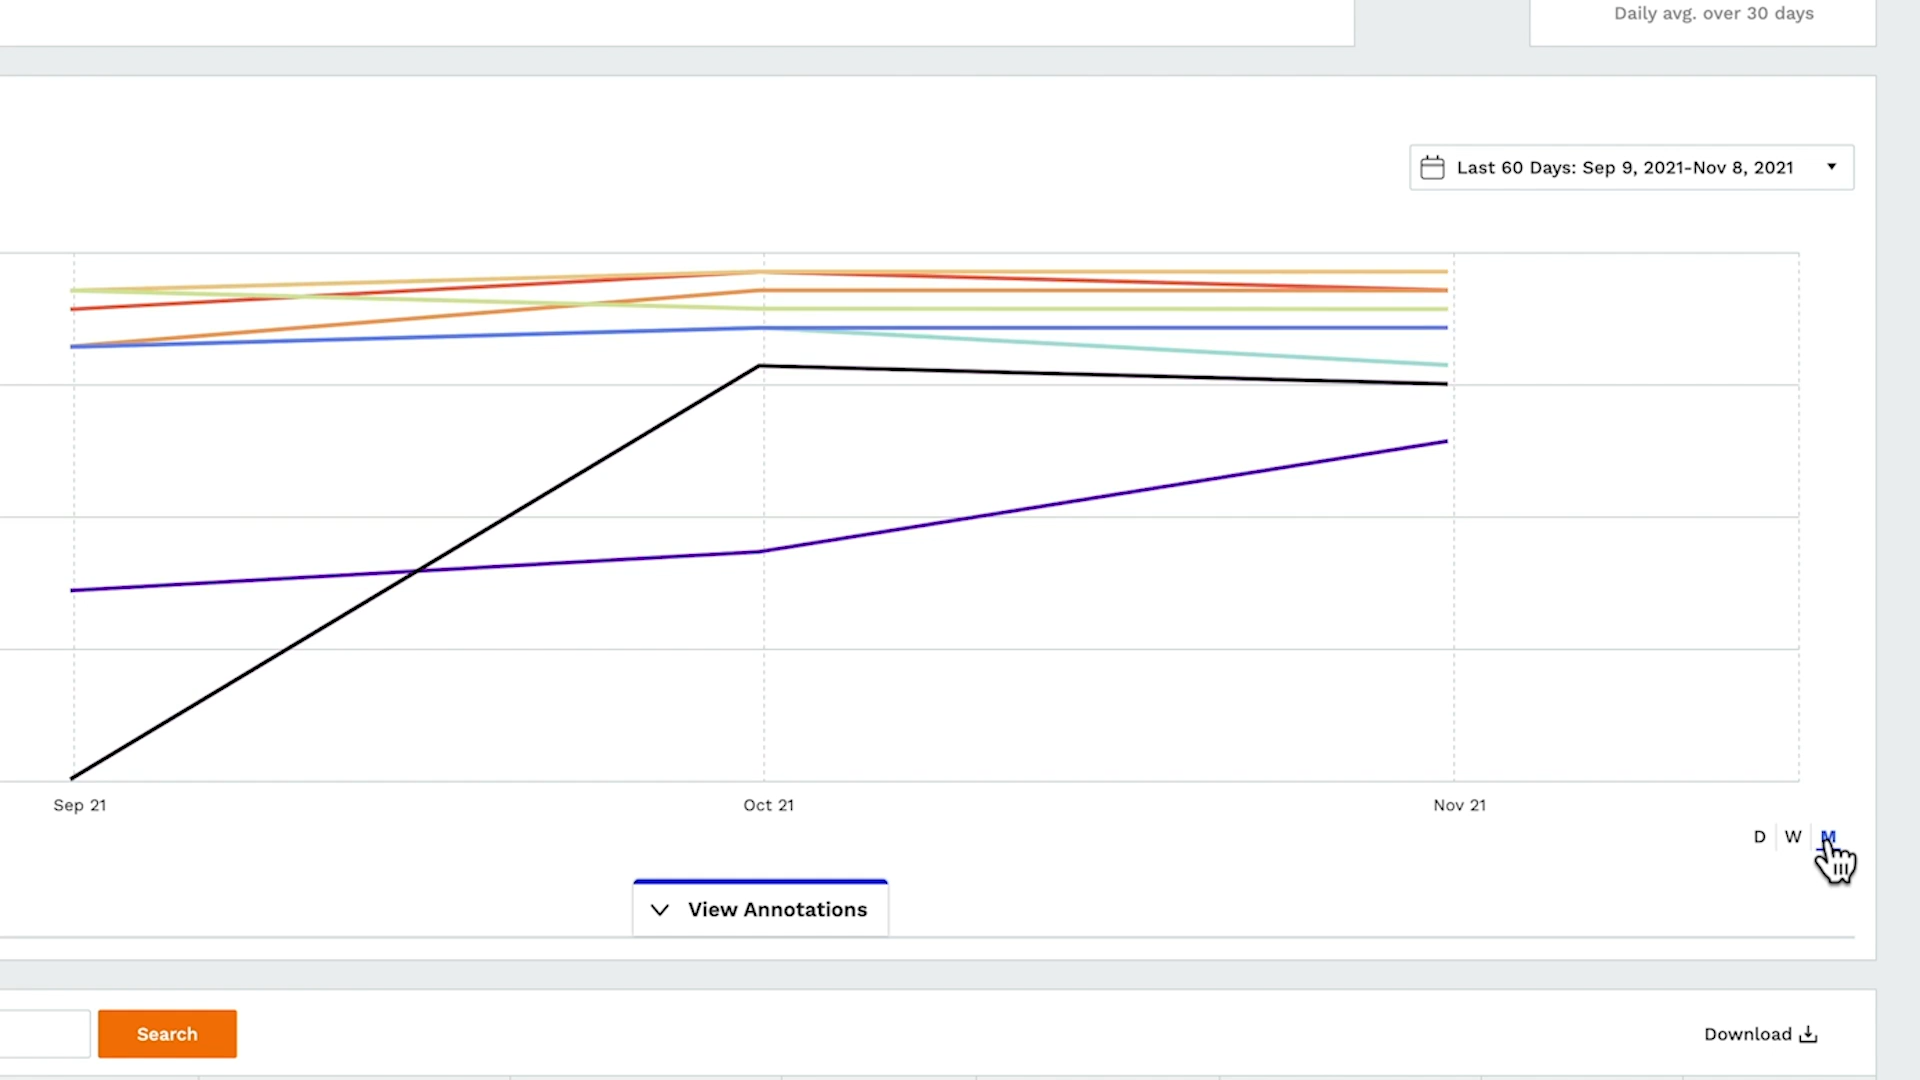 Daily avg. over 30 days
Last 60 Days: Sep 9, 2021-Nov 8, 2021
Sep 21
Oct 21
Nov 21
D
W
M
View Annotations
Search
Download